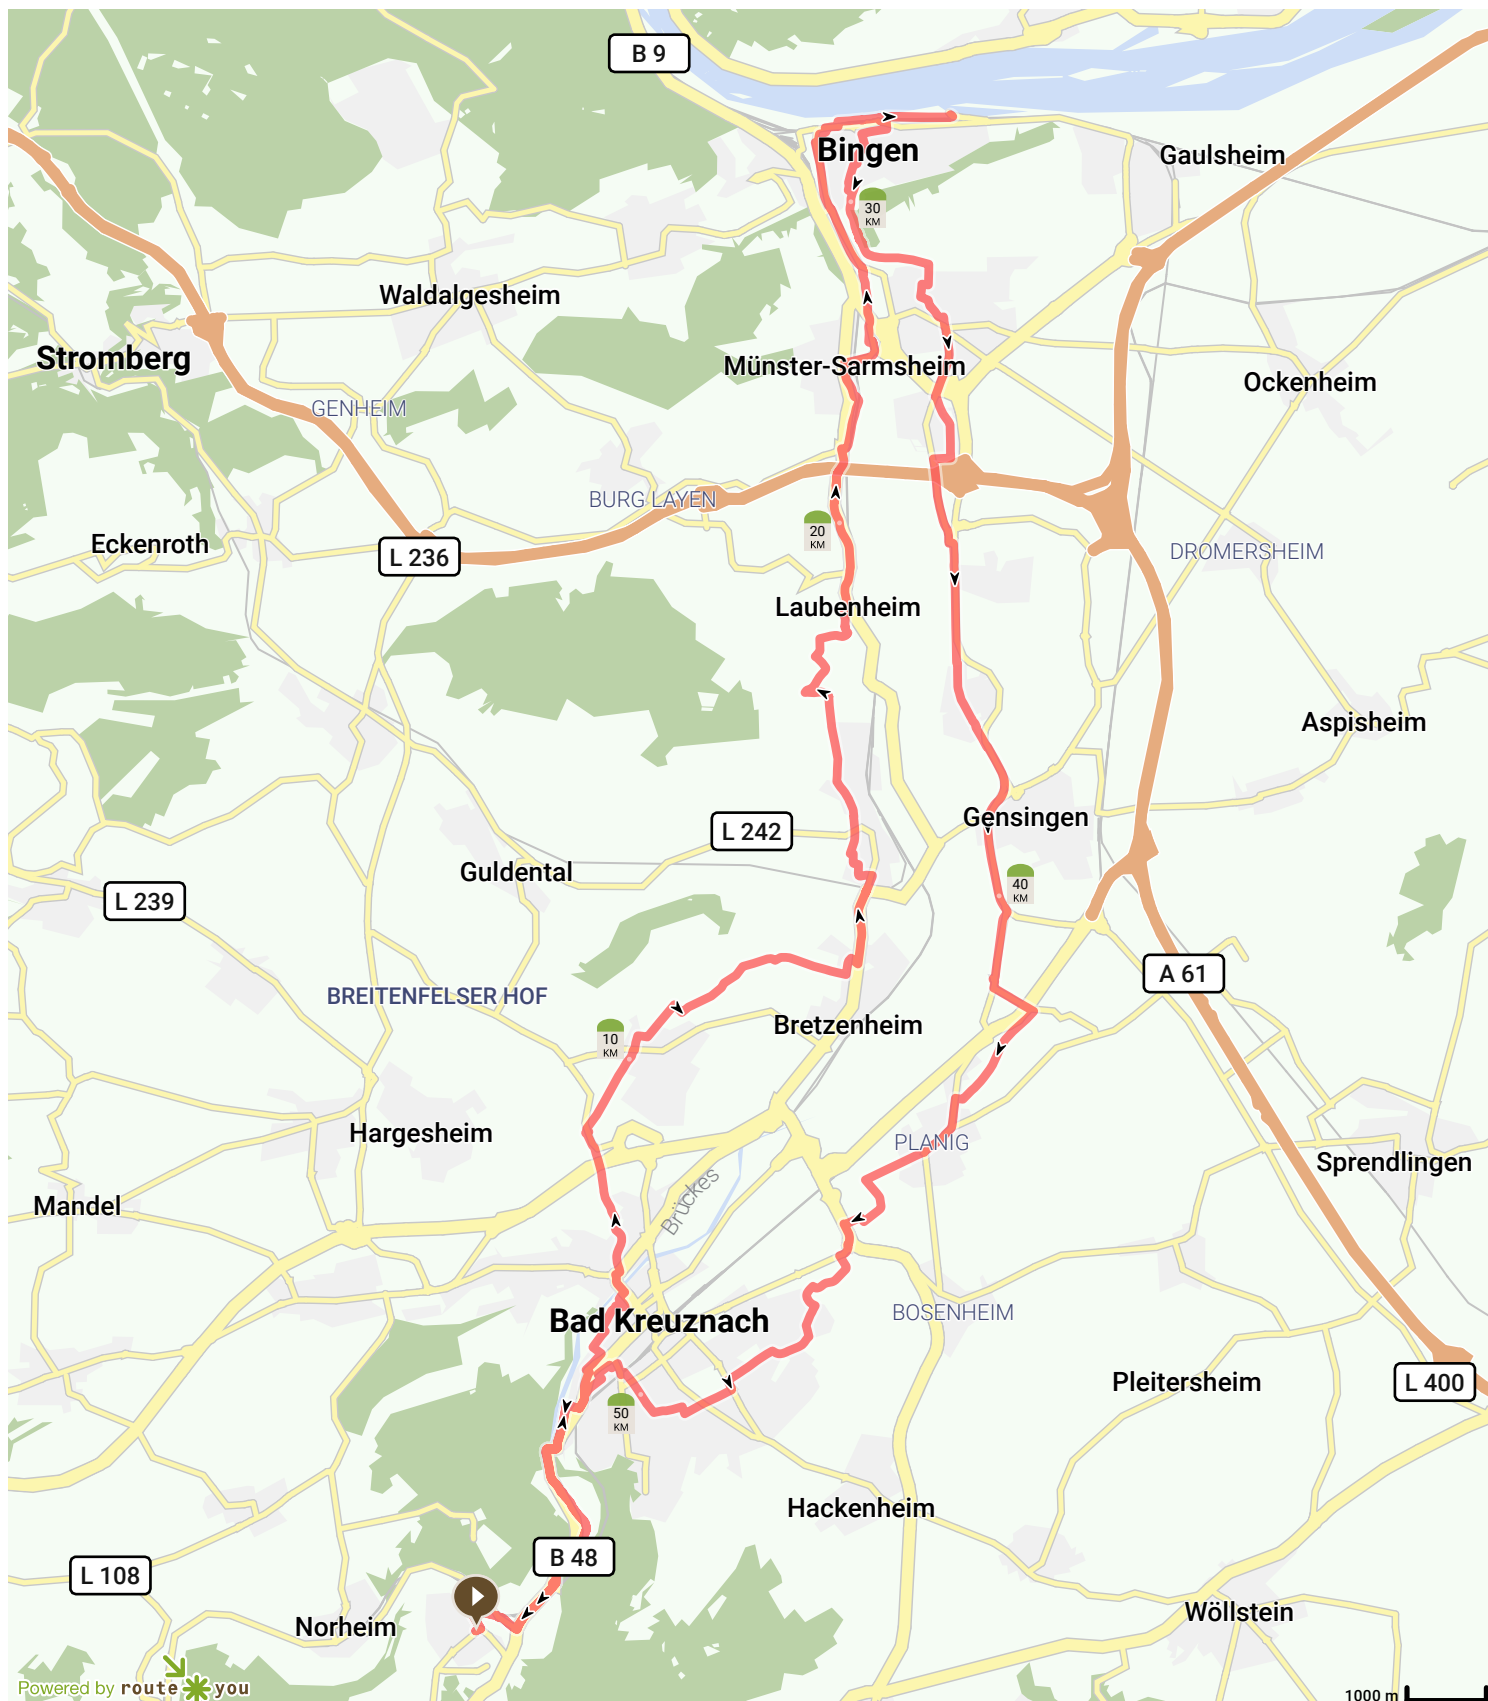 B 9
Bingen
Gaulsheim
30
KM
Waldalgesheim
Stromberg
Münster-Sarmsheim
Ockenheim
GENHEIM
BURG LAYEN
20
KM
Eckenroth
L 236
DROMERSHEIM
Laubenheim
Aspisheim
Gensingen
L 242
Guldental
40
KM
L 239
A 61
BREITENFELSER HOF
Bretzenheim
10
KM
Hargesheim
PLANIG
Sprendlingen
Brückes
Mandel
BOSENHEIM
Bad Kreuznach
Pleitersheim
L 400
50
KM
Hackenheim
B 48
L 108
Norheim
Wöllstein
Powered by route you
1000 m